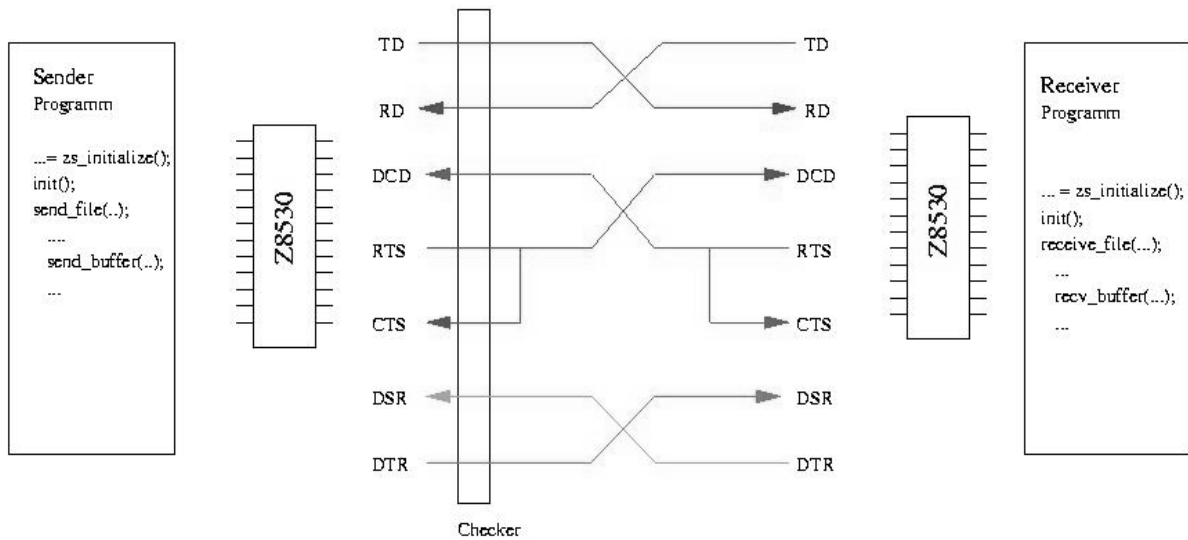 Sender
Programm
...= zs_initialize();
init();
send_file(..);
....
send_buffer(..);
...
Z8530
TD
RD
DCD
RTS
CTS
DSR
DTR
Checker
TD
RD
DCD
RTS
CTS
DSR
DTR
Z8530
Receiver
Programm
... = zs_initialize();
init();
receive_file(...);
...
recv_buffer(...);
...